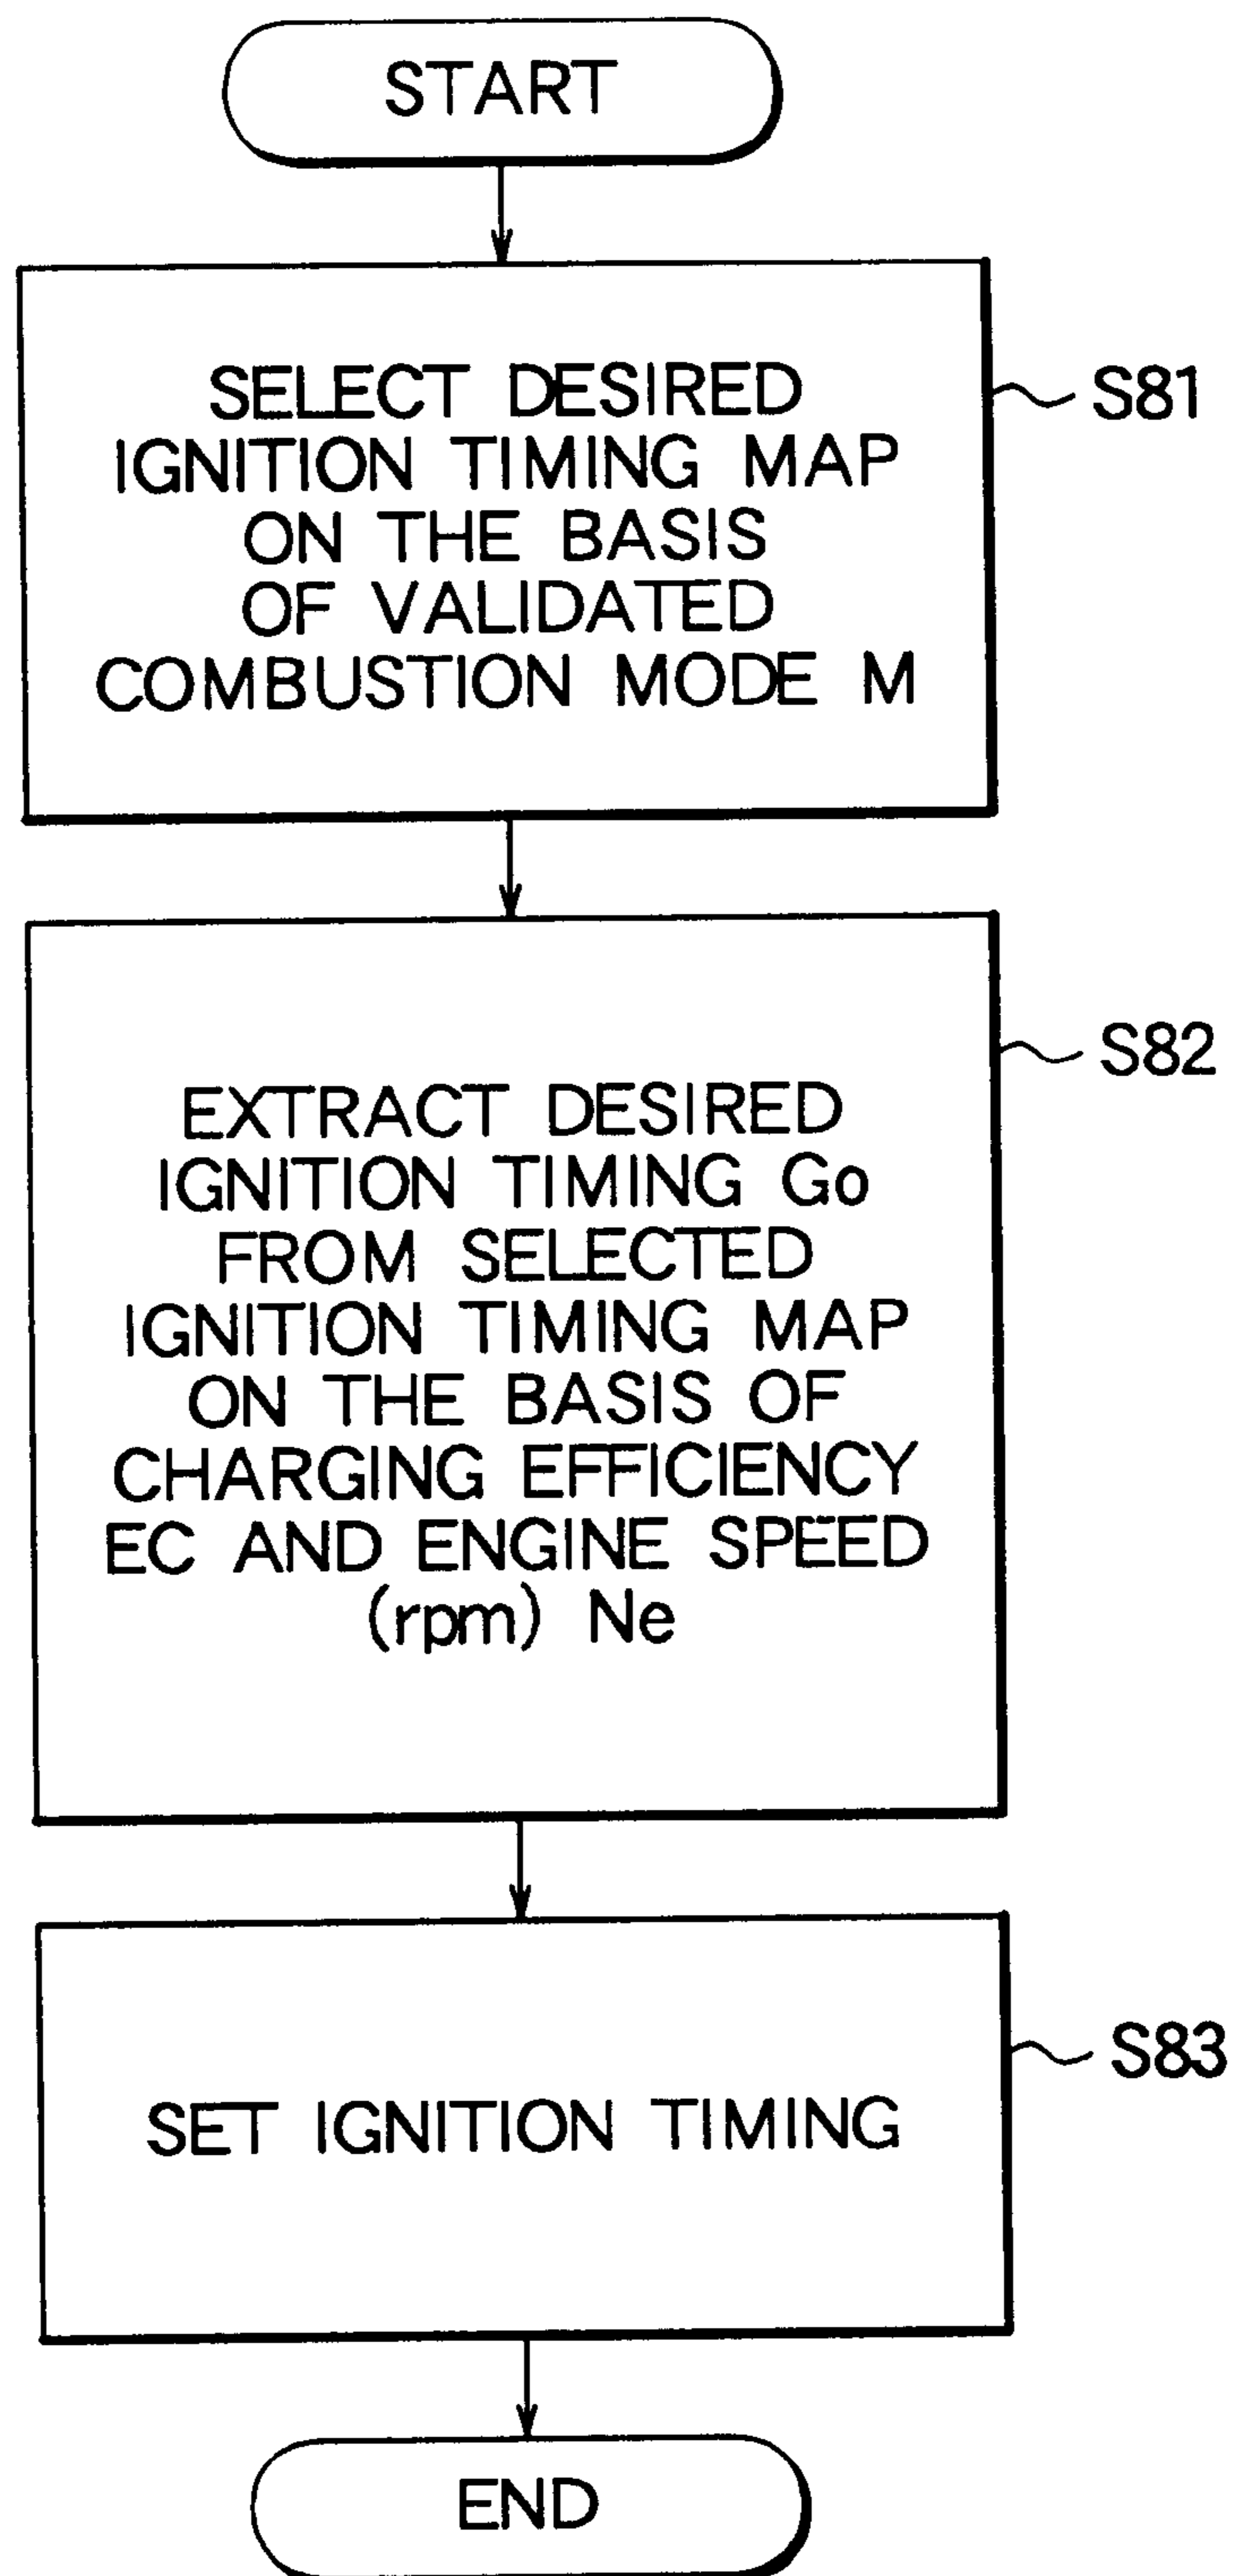 START
SELECT DESIRED
IGNITION TIMING MAP
ON THE BASIS
OF VALIDATED
COMBUSTION MODE M
S81
EXTRACT DESIRED
IGNITION TIMING Go
FROM SELECTED
IGNITION TIMING MAP
ON THE BASIS OF
CHARGING EFFICIENCY
EC AND ENGINE SPEED
(rpm) Ne
S82
SET IGNITION TIMING
S83
END